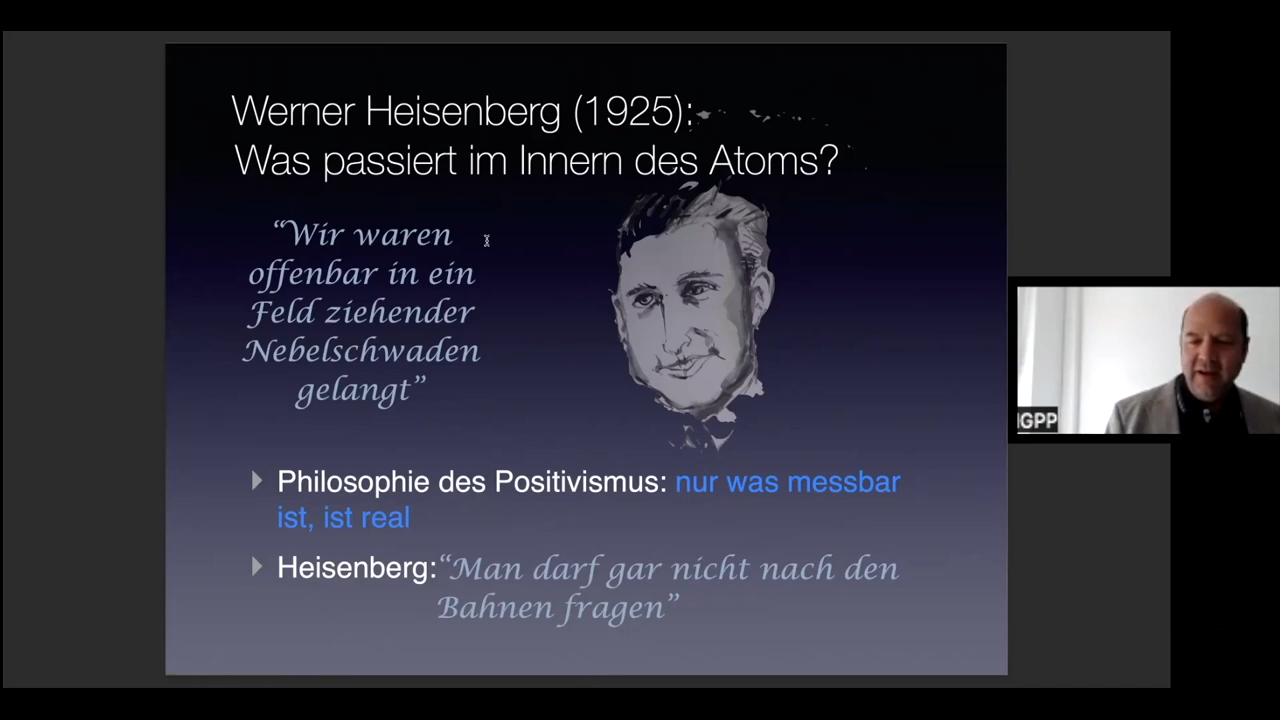 Werner Heisenberg (1925):
Was passiert im Innern des Atoms?
“Wir waren
offenbar in ein
Feld ziehender
Nebelschwaden
gelangt”
Philosophie des Positivismus: nur was messbar
ist, ist real
Heisenberg:“Man darf gar nicht nach den
Bahnen fragen”
IGPP